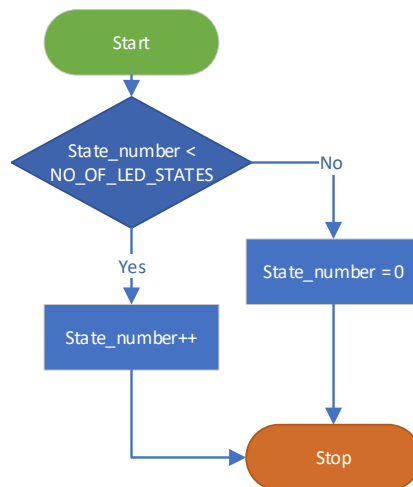 Start
State_number <
NO_OF_LED_STATES
No
Yes
State_number = 0
State_number++
Stop